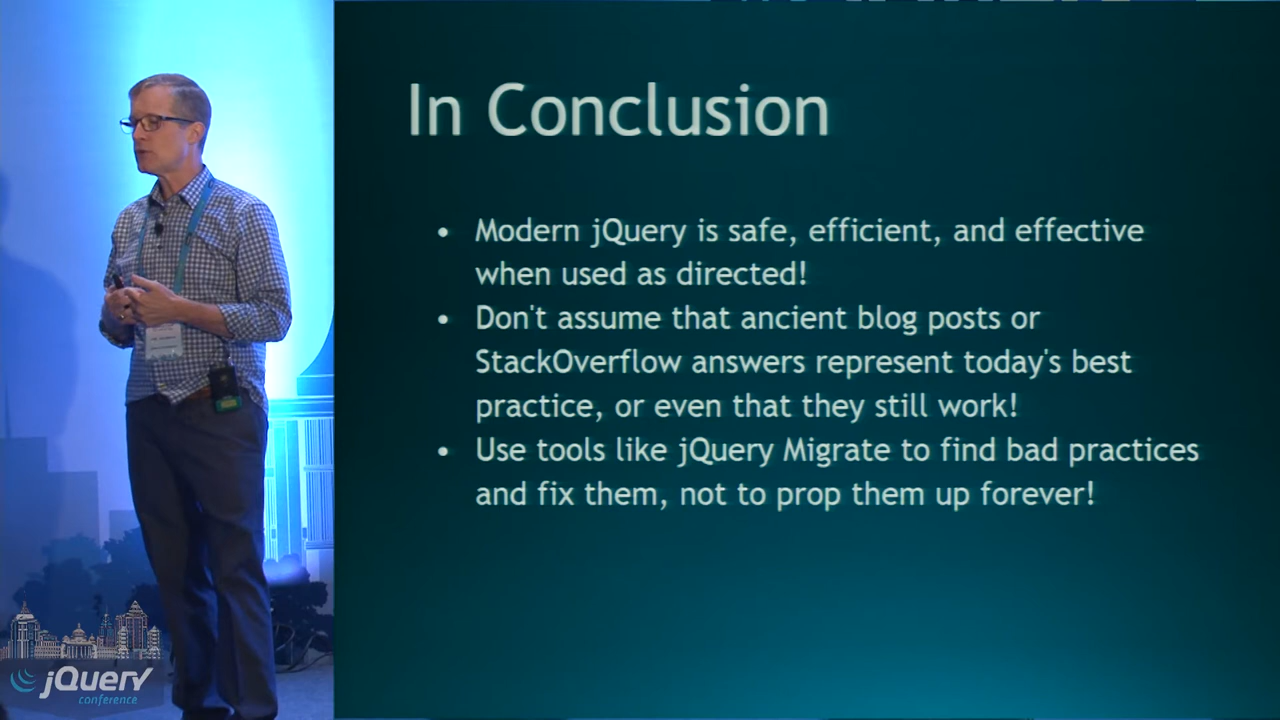 In Conclusion
• Modern jQuery is safe, efficient, and effective
when used as directed!
• Don't assume that ancient blog posts or
StackOverflow answers represent today's best
practice, or even that they still work!
• Use tools like jQuery Migrate to find bad practices
and fix them, not to prop them up forever!
jQuery
conference